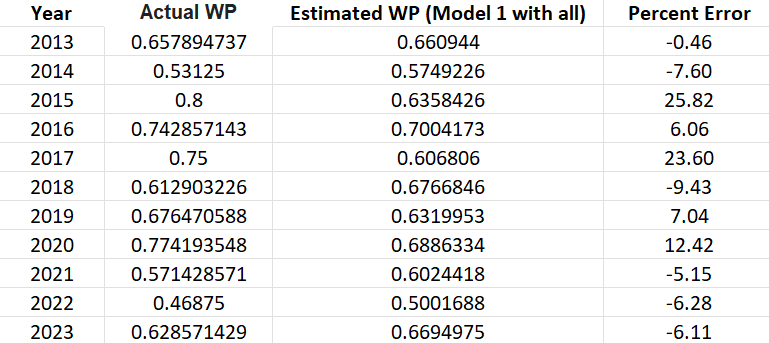 Year Actual WP Estimated WP (Model 1 with all) Percent Error
2013 0.657894737 0.660944 -0.46
2014 0.53125 0.5749226 -7.60
2015 0.8 0.6358426 25.82
2016 0.742857143 0.7004173 6.06
2017 0.75 0.606806 23.60
2018 0.612903226 0.6766846 -9.43
2019 0.676470588 0.6319953 7.04
2020 0.774193548 0.6886334 12.42
2021 0.571428571 0.6024418 -5.15
2022 0.46875 0.5001688 -6.28
2023 0.628571429 0.6694975 -6.11